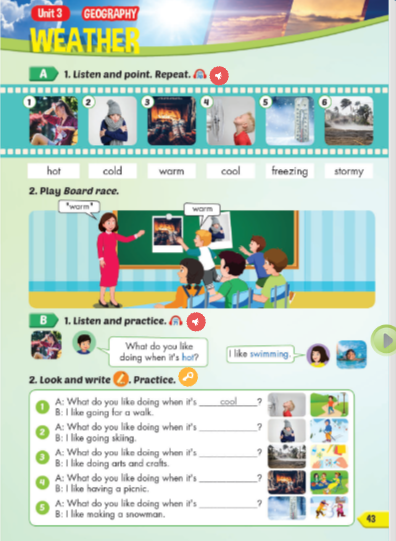 Unit 3 GEOGRAPHY
WEATHER
A 1. Listen and point. Repeat.
1 2 3 4 5 6
hot cold warm cool freezing stormy
2. Play Board race.
"warm" warm
B 1. Listen and practice.
What do you like
doing when it's hot?
I like swimming.
2. Look and write . Practice.
1 A: What do you like doing when it's cool ?
B: I like going for a walk.
2 A: What do you like doing when it's ________?
B: I like going skiing.
3 A: What do you like doing when it's ________?
B: I like doing arts and crafts.
4 A: What do you like doing when it's ________?
B: I like having a picnic.
5 A: What do you like doing when it's ________?
B: I like making a snowman.
43